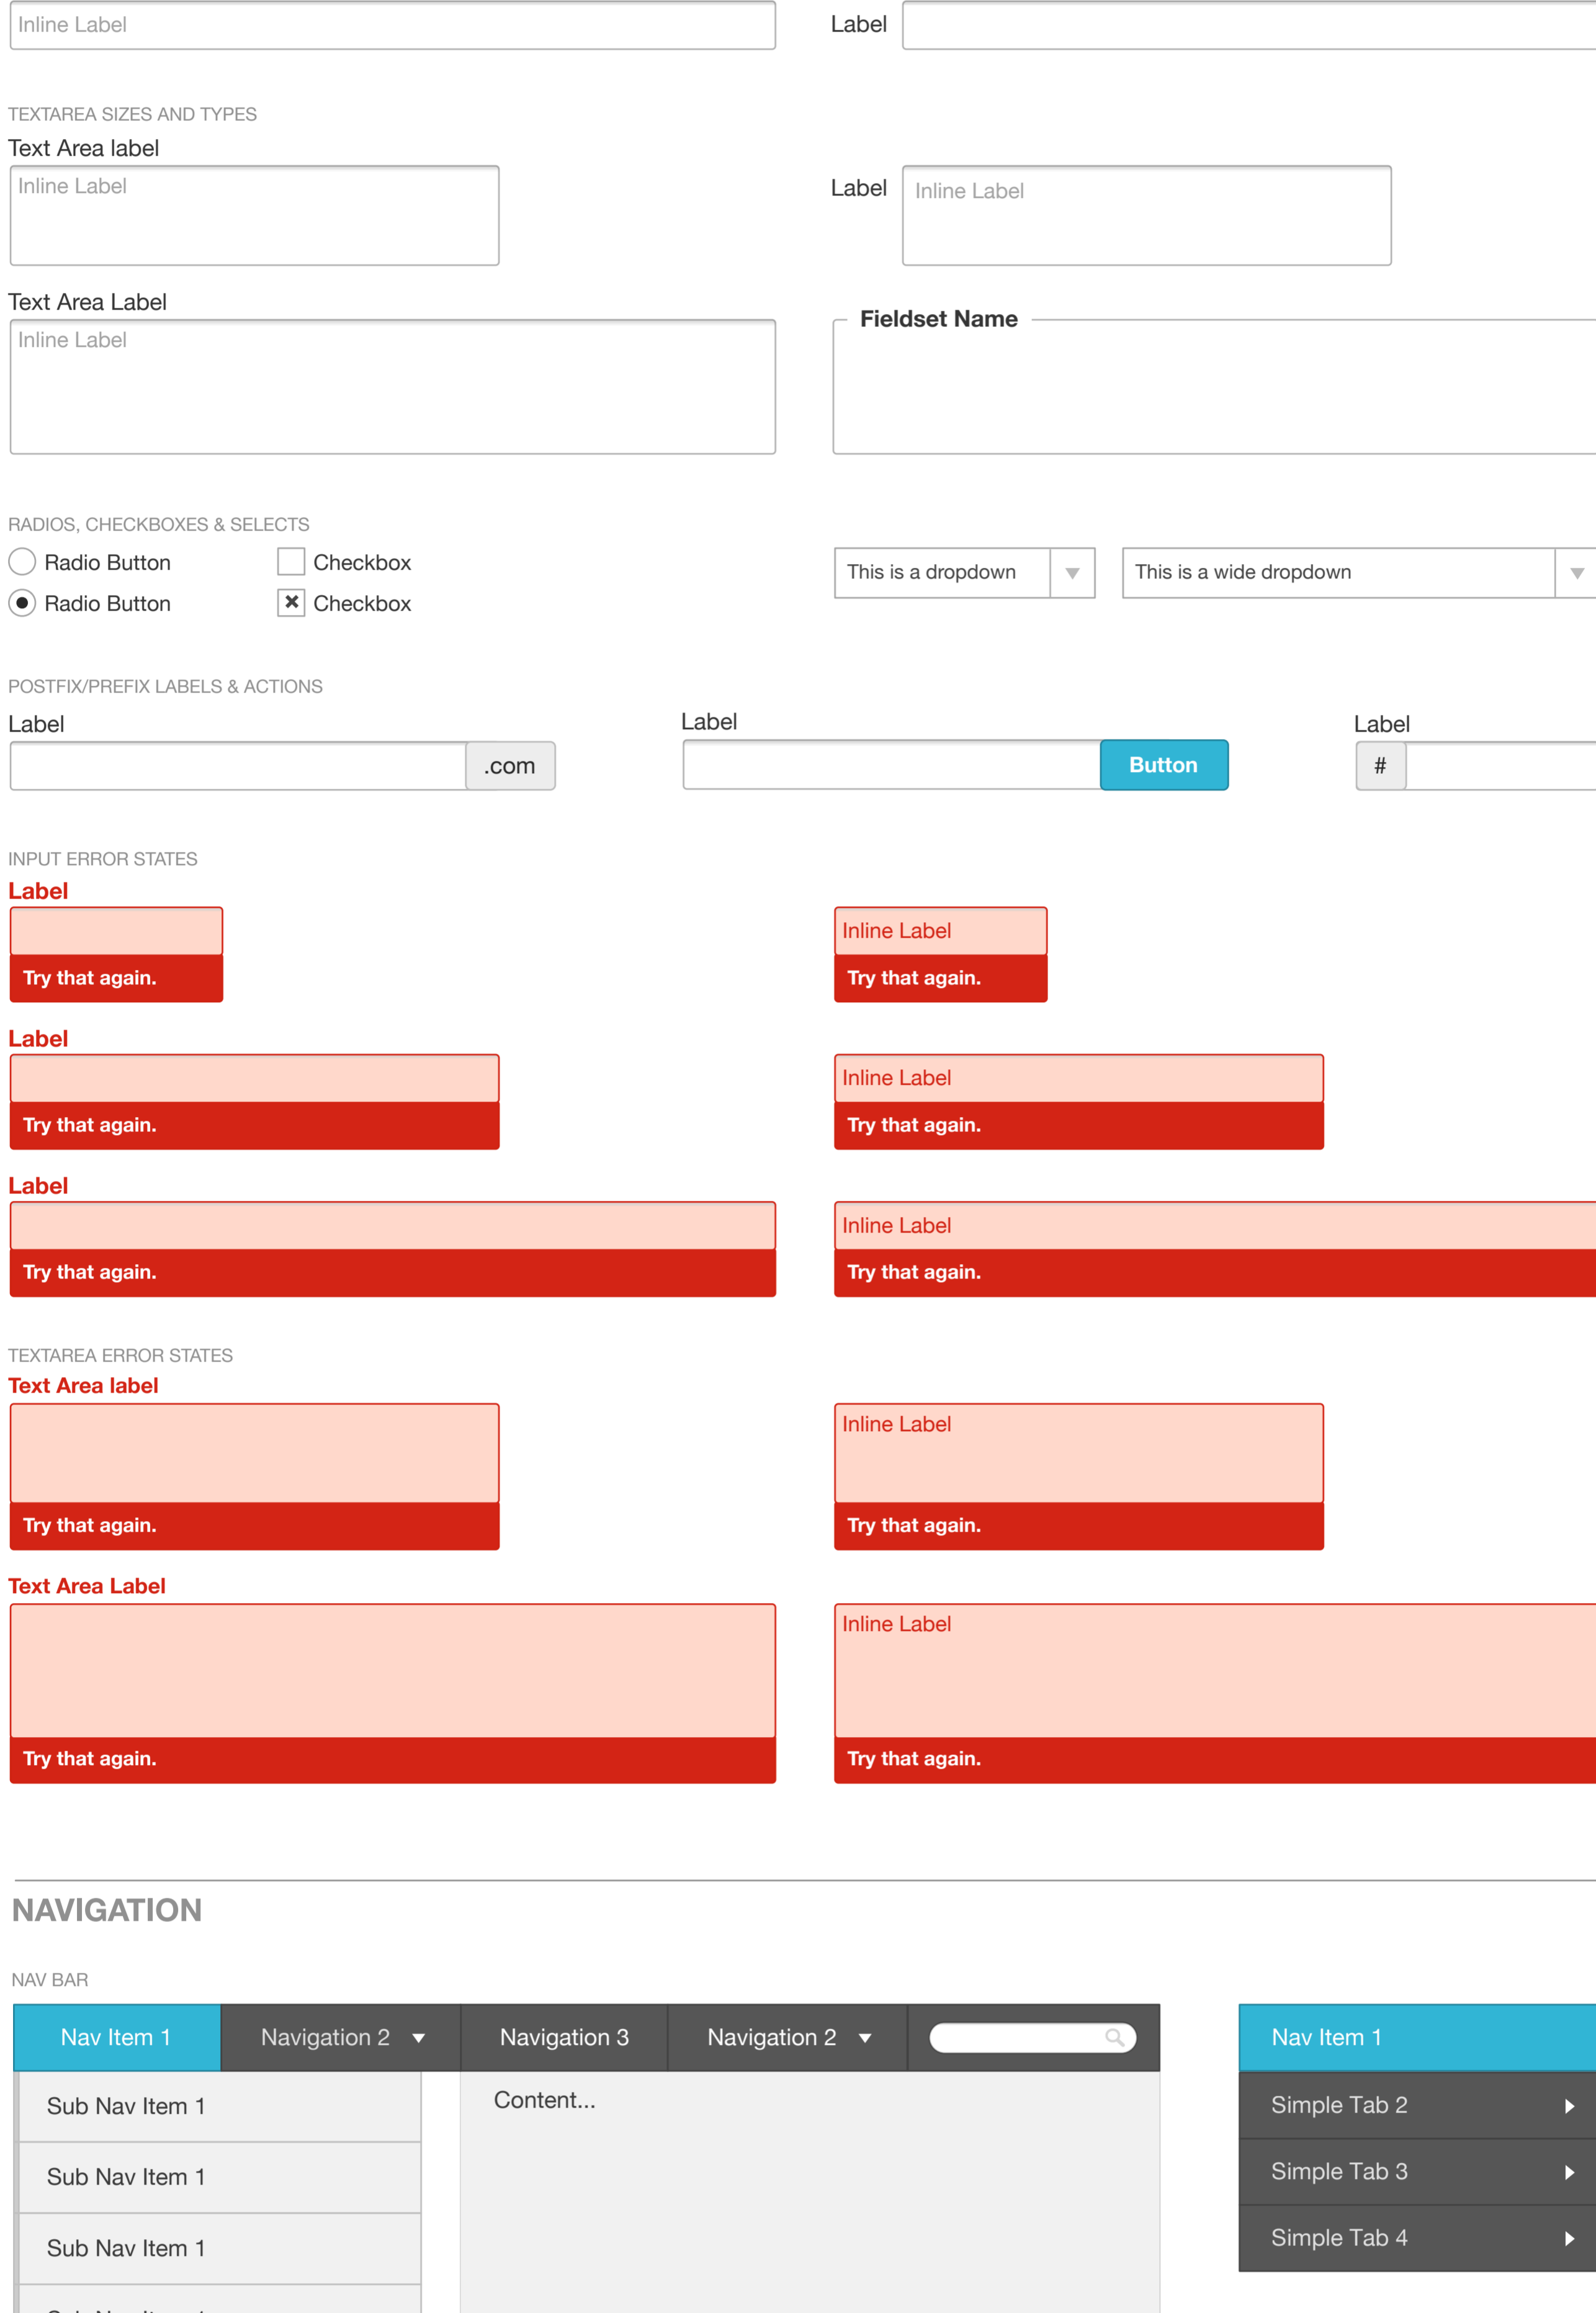 Inline Label
Label
TEXTAREA SIZES AND TYPES
Text Area label
Inline Label
Label
Inline Label
Text Area Label
Inline Label
Fieldset Name
RADIOS, CHECKBOXES & SELECTS
Radio Button
Checkbox
Radio Button
Checkbox
This is a dropdown
This is a wide dropdown
POSTFIX/PREFIX LABELS & ACTIONS
Label
.com
Label
Button
Label
#
INPUT ERROR STATES
Label
Try that again.
Inline Label
Try that again.
Label
Try that again.
Inline Label
Try that again.
Label
Try that again.
Inline Label
Try that again.
TEXTAREA ERROR STATES
Text Area label
Try that again.
Inline Label
Try that again.
Text Area Label
Try that again.
Inline Label
Try that again.
NAVIGATION
NAV BAR
Nav Item 1
Navigation 2
Navigation 3
Navigation 2
Sub Nav Item 1
Sub Nav Item 1
Sub Nav Item 1
Content...
Nav Item 1
Simple Tab 2
Simple Tab 3
Simple Tab 4